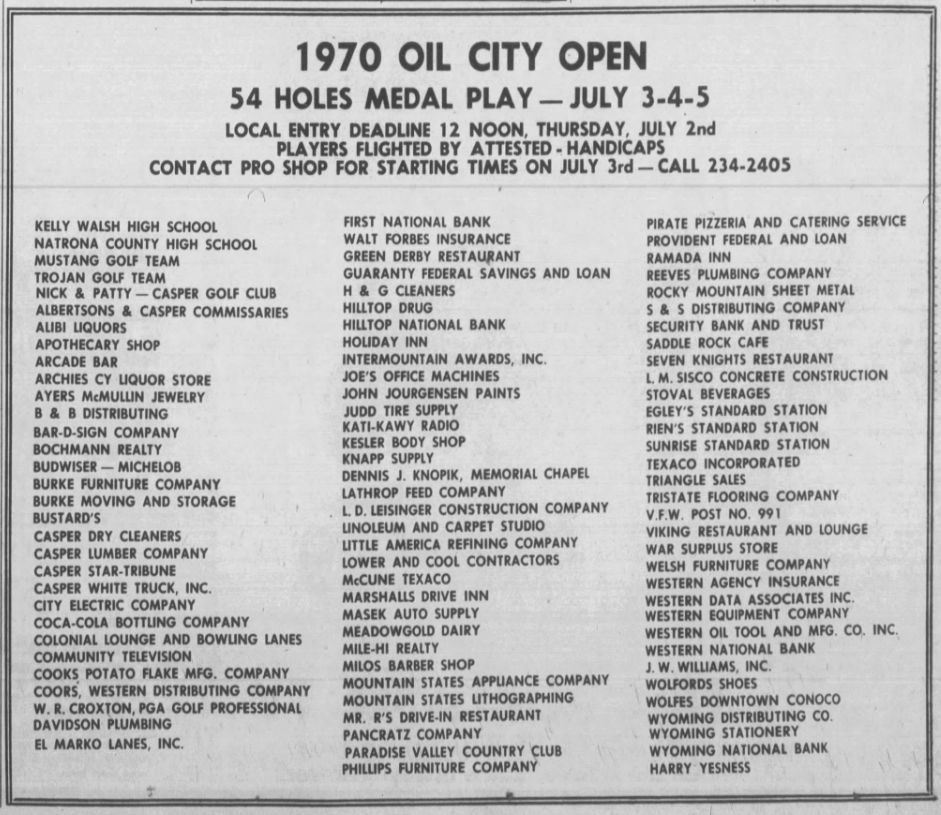 1970 OIL CITY OPEN
54 HOLES MEDAL PLAY — JULY 3-4-5
LOCAL ENTRY DEADLINE 12 NOON, THURSDAY, JULY 2nd
PLAYERS FLIGHTED BY ATTESTED - HANDICAPS
CONTACT PRO SHOP FOR STARTING TIMES ON JULY 3rd — CALL 234-2405
KELLY WALSH HIGH SCHOOL
NATRONA COUNTY HIGH SCHOOL
MUSTANG GOLF TEAM
TROJAN GOLF TEAM
NICK & PATTY — CASPER GOLF CLUB
ALBERTSONS & CASPER COMMISSARIES
ALIBI LIQUORS
APOTHECARY SHOP
ARCADE BAR
ARCHIES CY LIQUOR STORE
AYERS McMULLIN JEWELRY
B & B DISTRIBUTING
BAR-D-SIGN COMPANY
BOCHMANN REALTY
BUDWISER — MICHELOB
BURKE FURNITURE COMPANY
BURKE MOVING AND STORAGE
BUSTARD'S
CASPER DRY CLEANERS
CASPER LUMBER COMPANY
CASPER STAR-TRIBUNE
CASPER WHITE TRUCK, INC.
CITY ELECTRIC COMPANY
COCA-COLA BOTTLING COMPANY
COLONIAL LOUNGE AND BOWLING LANES
COMMUNITY TELEVISION
COOKS POTATO FLAKE MFG. COMPANY
COORS, WESTERN DISTRIBUTING COMPANY
W. R. CROXTON, PGA GOLF PROFESSIONAL
DAVIDSON PLUMBING
EL MARKO LANES, INC.
FIRST NATIONAL BANK
WALT FORBES INSURANCE
GREEN DERBY RESTAURANT
GUARANTY FEDERAL SAVINGS AND LOAN
H & G CLEANERS
HILLTOP DRUG
HILLTOP NATIONAL BANK
HOLIDAY INN
INTERMOUNTAIN AWARDS, INC.
JOE'S OFFICE MACHINES
JOHN JOURGENSEN PAINTS
JUDD TIRE SUPPLY
KATI-KAWY RADIO
KESLER BODY SHOP
KNAPP SUPPLY
DENNIS J. KNOPIK, MEMORIAL CHAPEL
LATHROP FEED COMPANY
L. D. LEISINGER CONSTRUCTION COMPANY
LINOLEUM AND CARPET STUDIO
LITTLE AMERICA REFINING COMPANY
LOWER AND COOL CONTRACTORS
McCUNE TEXACO
MARSHALLS DRIVE INN
MASEK AUTO SUPPLY
MEADOWGOLD DAIRY
MILE-HI REALTY
MILOS BARBER SHOP
MOUNTAIN STATES APPLIANCE COMPANY
MOUNTAIN STATES LITHOGRAPHING
MR. R'S DRIVE-IN RESTAURANT
PANCRATZ COMPANY
PARADISE VALLEY COUNTRY CLUB
PHILLIPS FURNITURE COMPANY
PIRATE PIZZERIA AND CATERING SERVICE
PROVIDENT FEDERAL AND LOAN
RAMADA INN
REEVES PLUMBING COMPANY
ROCKY MOUNTAIN SHEET METAL
S & S DISTRIBUTING COMPANY
SECURITY BANK AND TRUST
SADDLE ROCK CAFE
SEVEN KNIGHTS RESTAURANT
L. M. SISCO CONCRETE CONSTRUCTION
STOVAL BEVERAGES
EGLEY'S STANDARD STATION
RIEN'S STANDARD STATION
SUNRISE STANDARD STATION
TEXACO INCORPORATED
TRIANGLE SALES
TRISTATE FLOORING COMPANY
V.F.W. POST NO. 991
VIKING RESTAURANT AND LOUNGE
WAR SURPLUS STORE
WELSH FURNITURE COMPANY
WESTERN AGENCY INSURANCE
WESTERN DATA ASSOCIATES INC.
WESTERN EQUIPMENT COMPANY
WESTERN OIL TOOL AND MFG. CO. INC.
WESTERN NATIONAL BANK
J. W. WILLIAMS, INC.
WOLFORDS SHOES
WOLFES DOWNTOWN CONOCO
WYOMING DISTRIBUTING CO.
WYOMING STATIONERY
WYOMING NATIONAL BANK
HARRY YESNESS